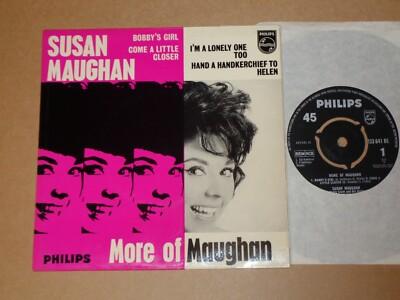 SUSAN
MAUGHAN
BOBBY'S GIRL
COME A LITTLE
CLOSER
I'M A LONELY ONE
TOO
HAND A HANDKERCHIEF TO
HELEN
PHILIPS
More of Maughan
PHILIPS
PHILIPS
45
1
MORE OF MAUGHAN
SUSAN MAUGHAN